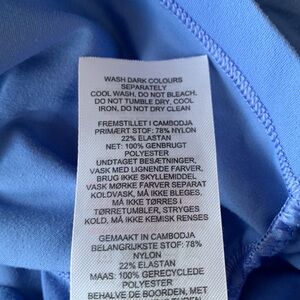 WASH DARK COLOURS
SEPARATELY
COOL WASH. DO NOT BLEACH.
DO NOT TUMBLE DRY, COOL
IRON, DO NOT DRY CLEAN
FREMSTILLET I CAMBODJA
PRIMÆRT STOF: 78% NYLON
22% ELASTAN
NET: 100% GENBRUGT
POLYESTER
UNDTAGET BESÆTNINGER,
VASK MED LIGNENDE FARVER,
BRUG IKKE SKYLLEMIDDEL
VASK MØRKE FARVER SEPARAT
KOLDVASK, MÅ IKKE BLEGES,
MÅ IKKE TØRRES I
TØRRETUMBLER, STRYGES
KOLD, MÅ IKKE KEMISK RENSES
GEMAAKT IN CAMBODJA
BELANGRIJKSTE STOF: 78%
NYLON
22% ELASTAN
MAAS: 100% GERECYCLEDE
POLYESTER
BEHALVE DE BOORDEN, MET